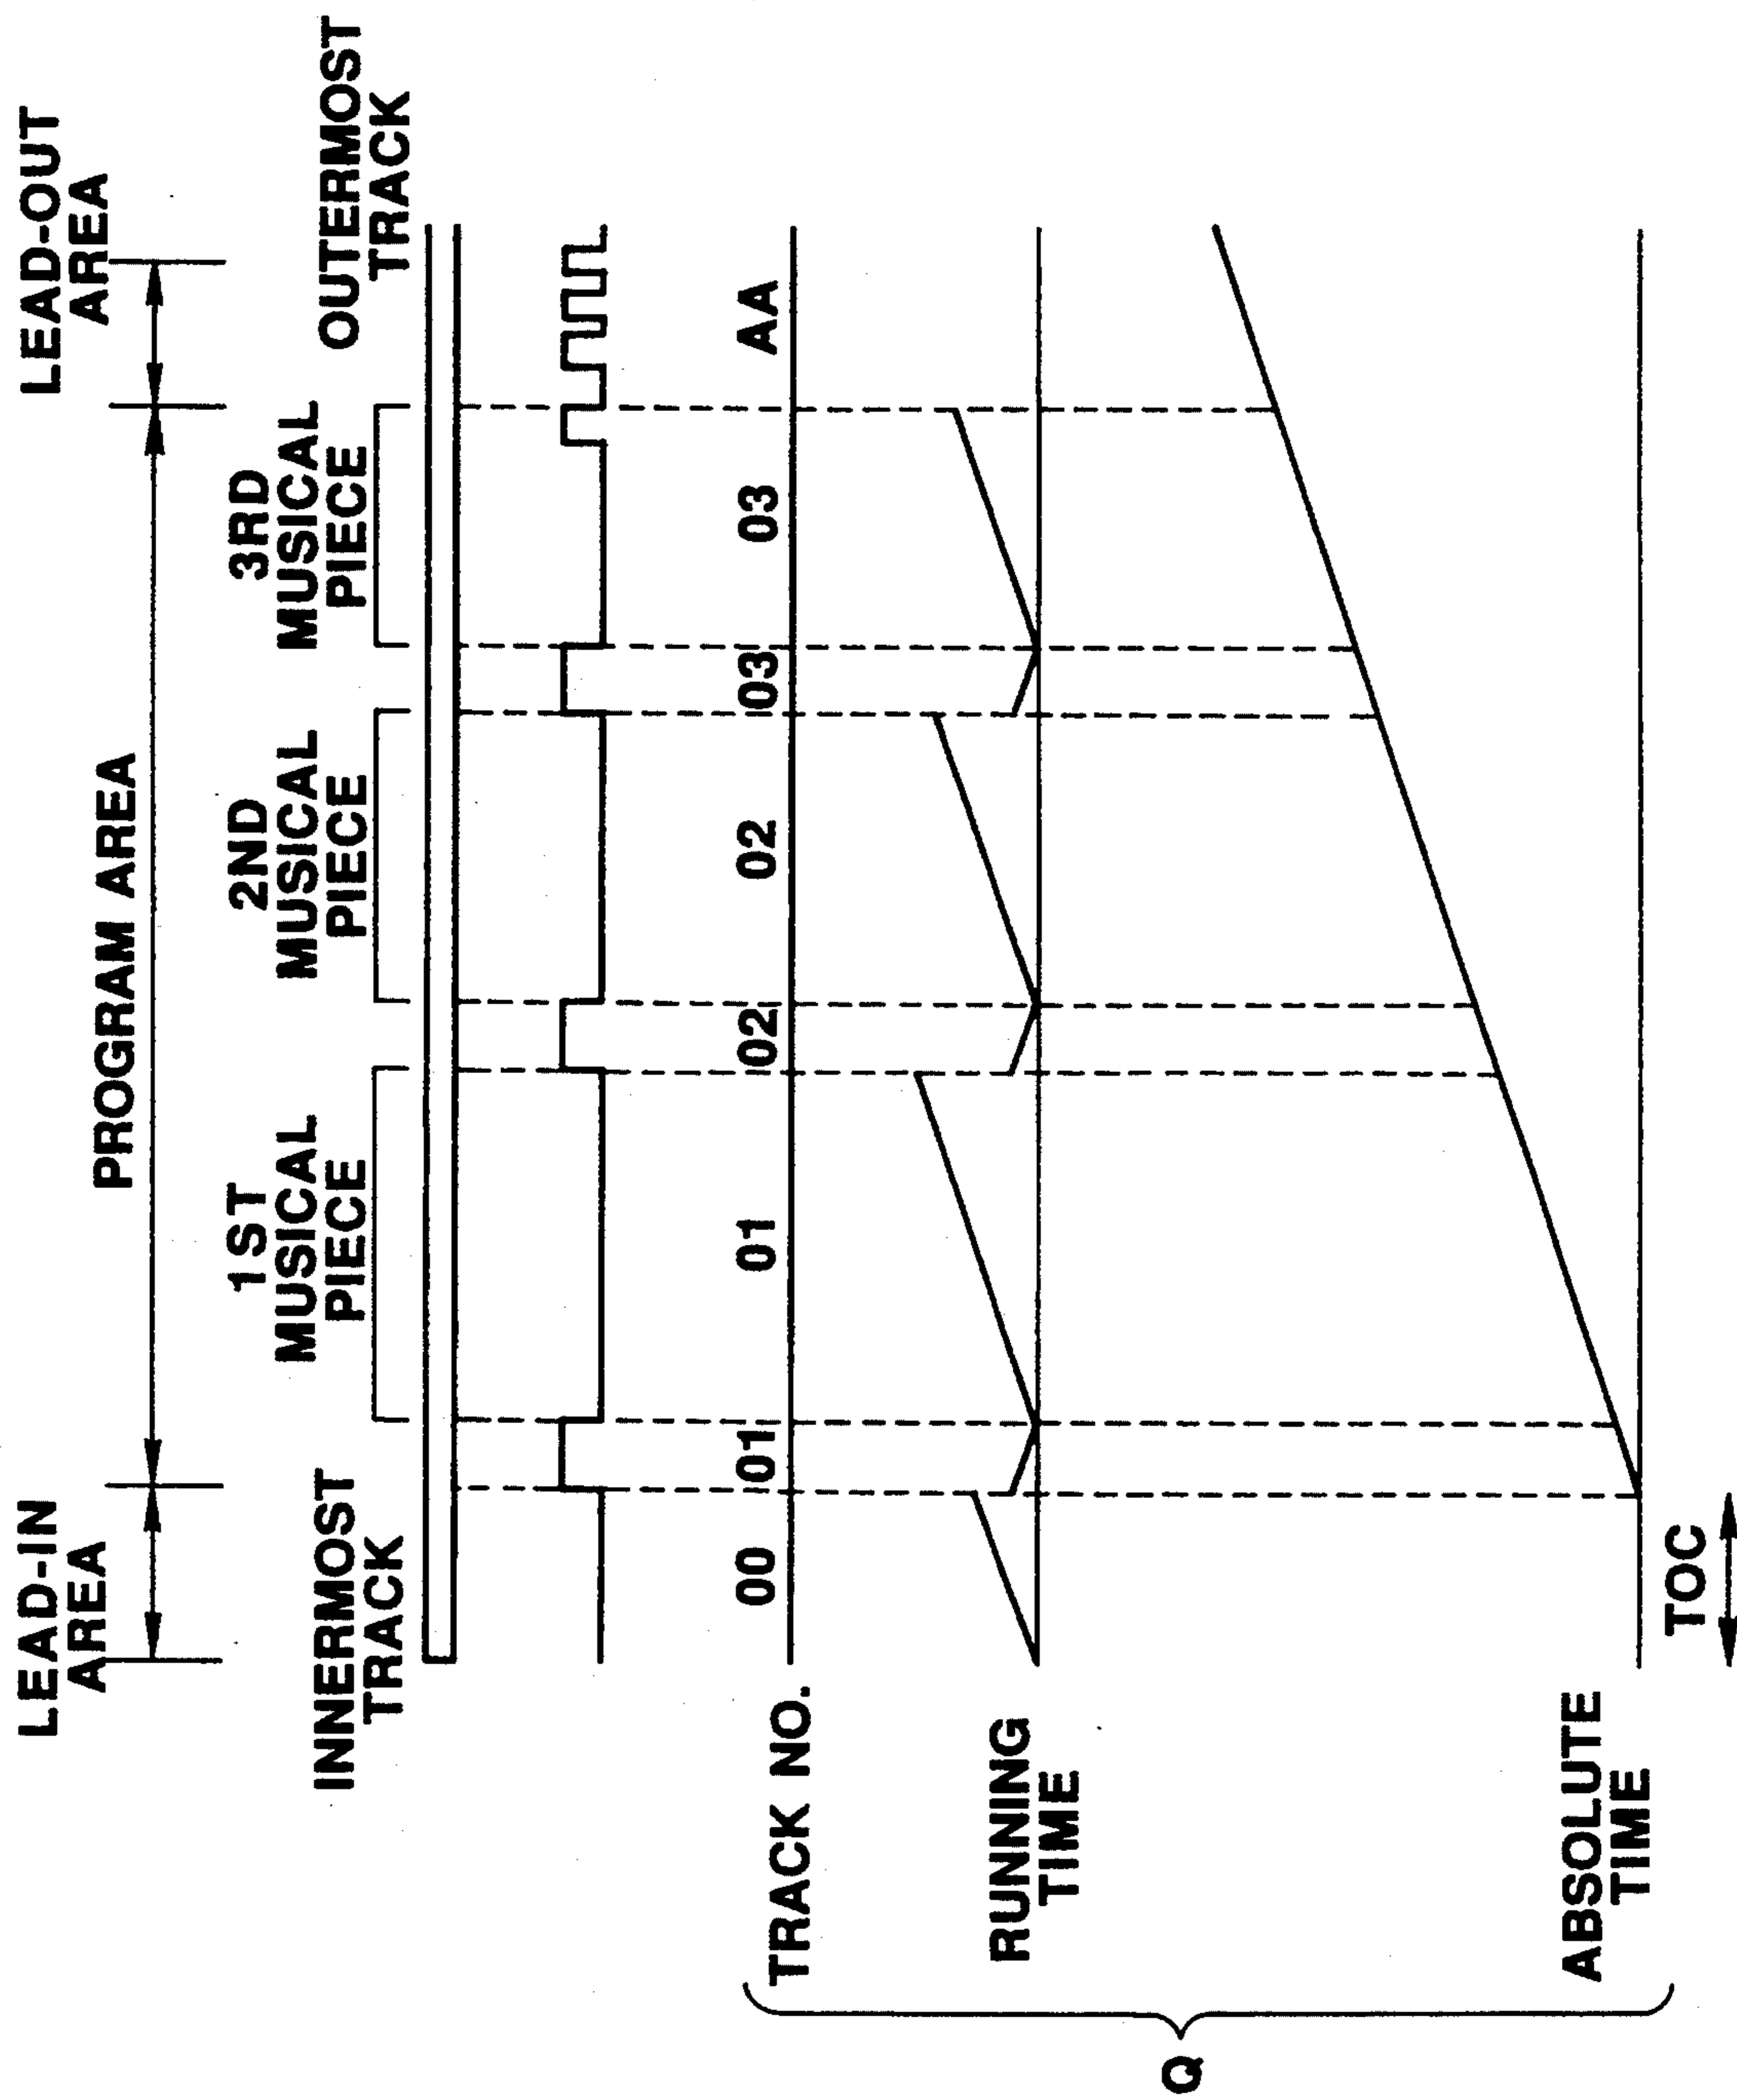 LEAD-IN
AREA
PROGRAM AREA
LEAD-OUT
AREA
1ST
MUSICAL
PIECE
2ND
MUSICAL
PIECE
3RD
MUSICAL
PIECE
INNERMOST
TRACK
OUTERMOST
TRACK
TRACK NO.
00 01 01 02 02 03 03 AA
RUNNING
TIME
ABSOLUTE
TIME
Q
TOC